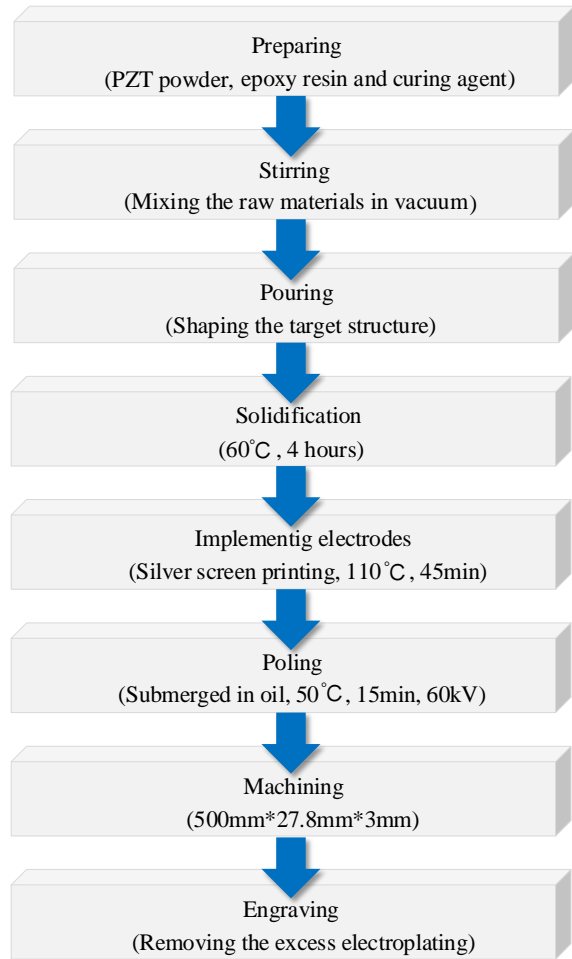 Preparing
(PZT powder, epoxy resin and curing agent)
Stirring
(Mixing the raw materials in vacuum)
Pouring
(Shaping the target structure)
Solidification
(60℃, 4 hours)
Implementig electrodes
(Silver screen printing, 110℃, 45min)
Poling
(Submerged in oil, 50℃, 15min, 60kV)
Machining
(500mm*27.8mm*3mm)
Engraving
(Removing the excess electroplating)